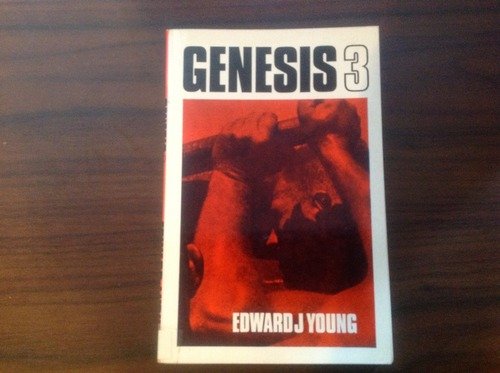 GENESIS 3
EDWARD J YOUNG